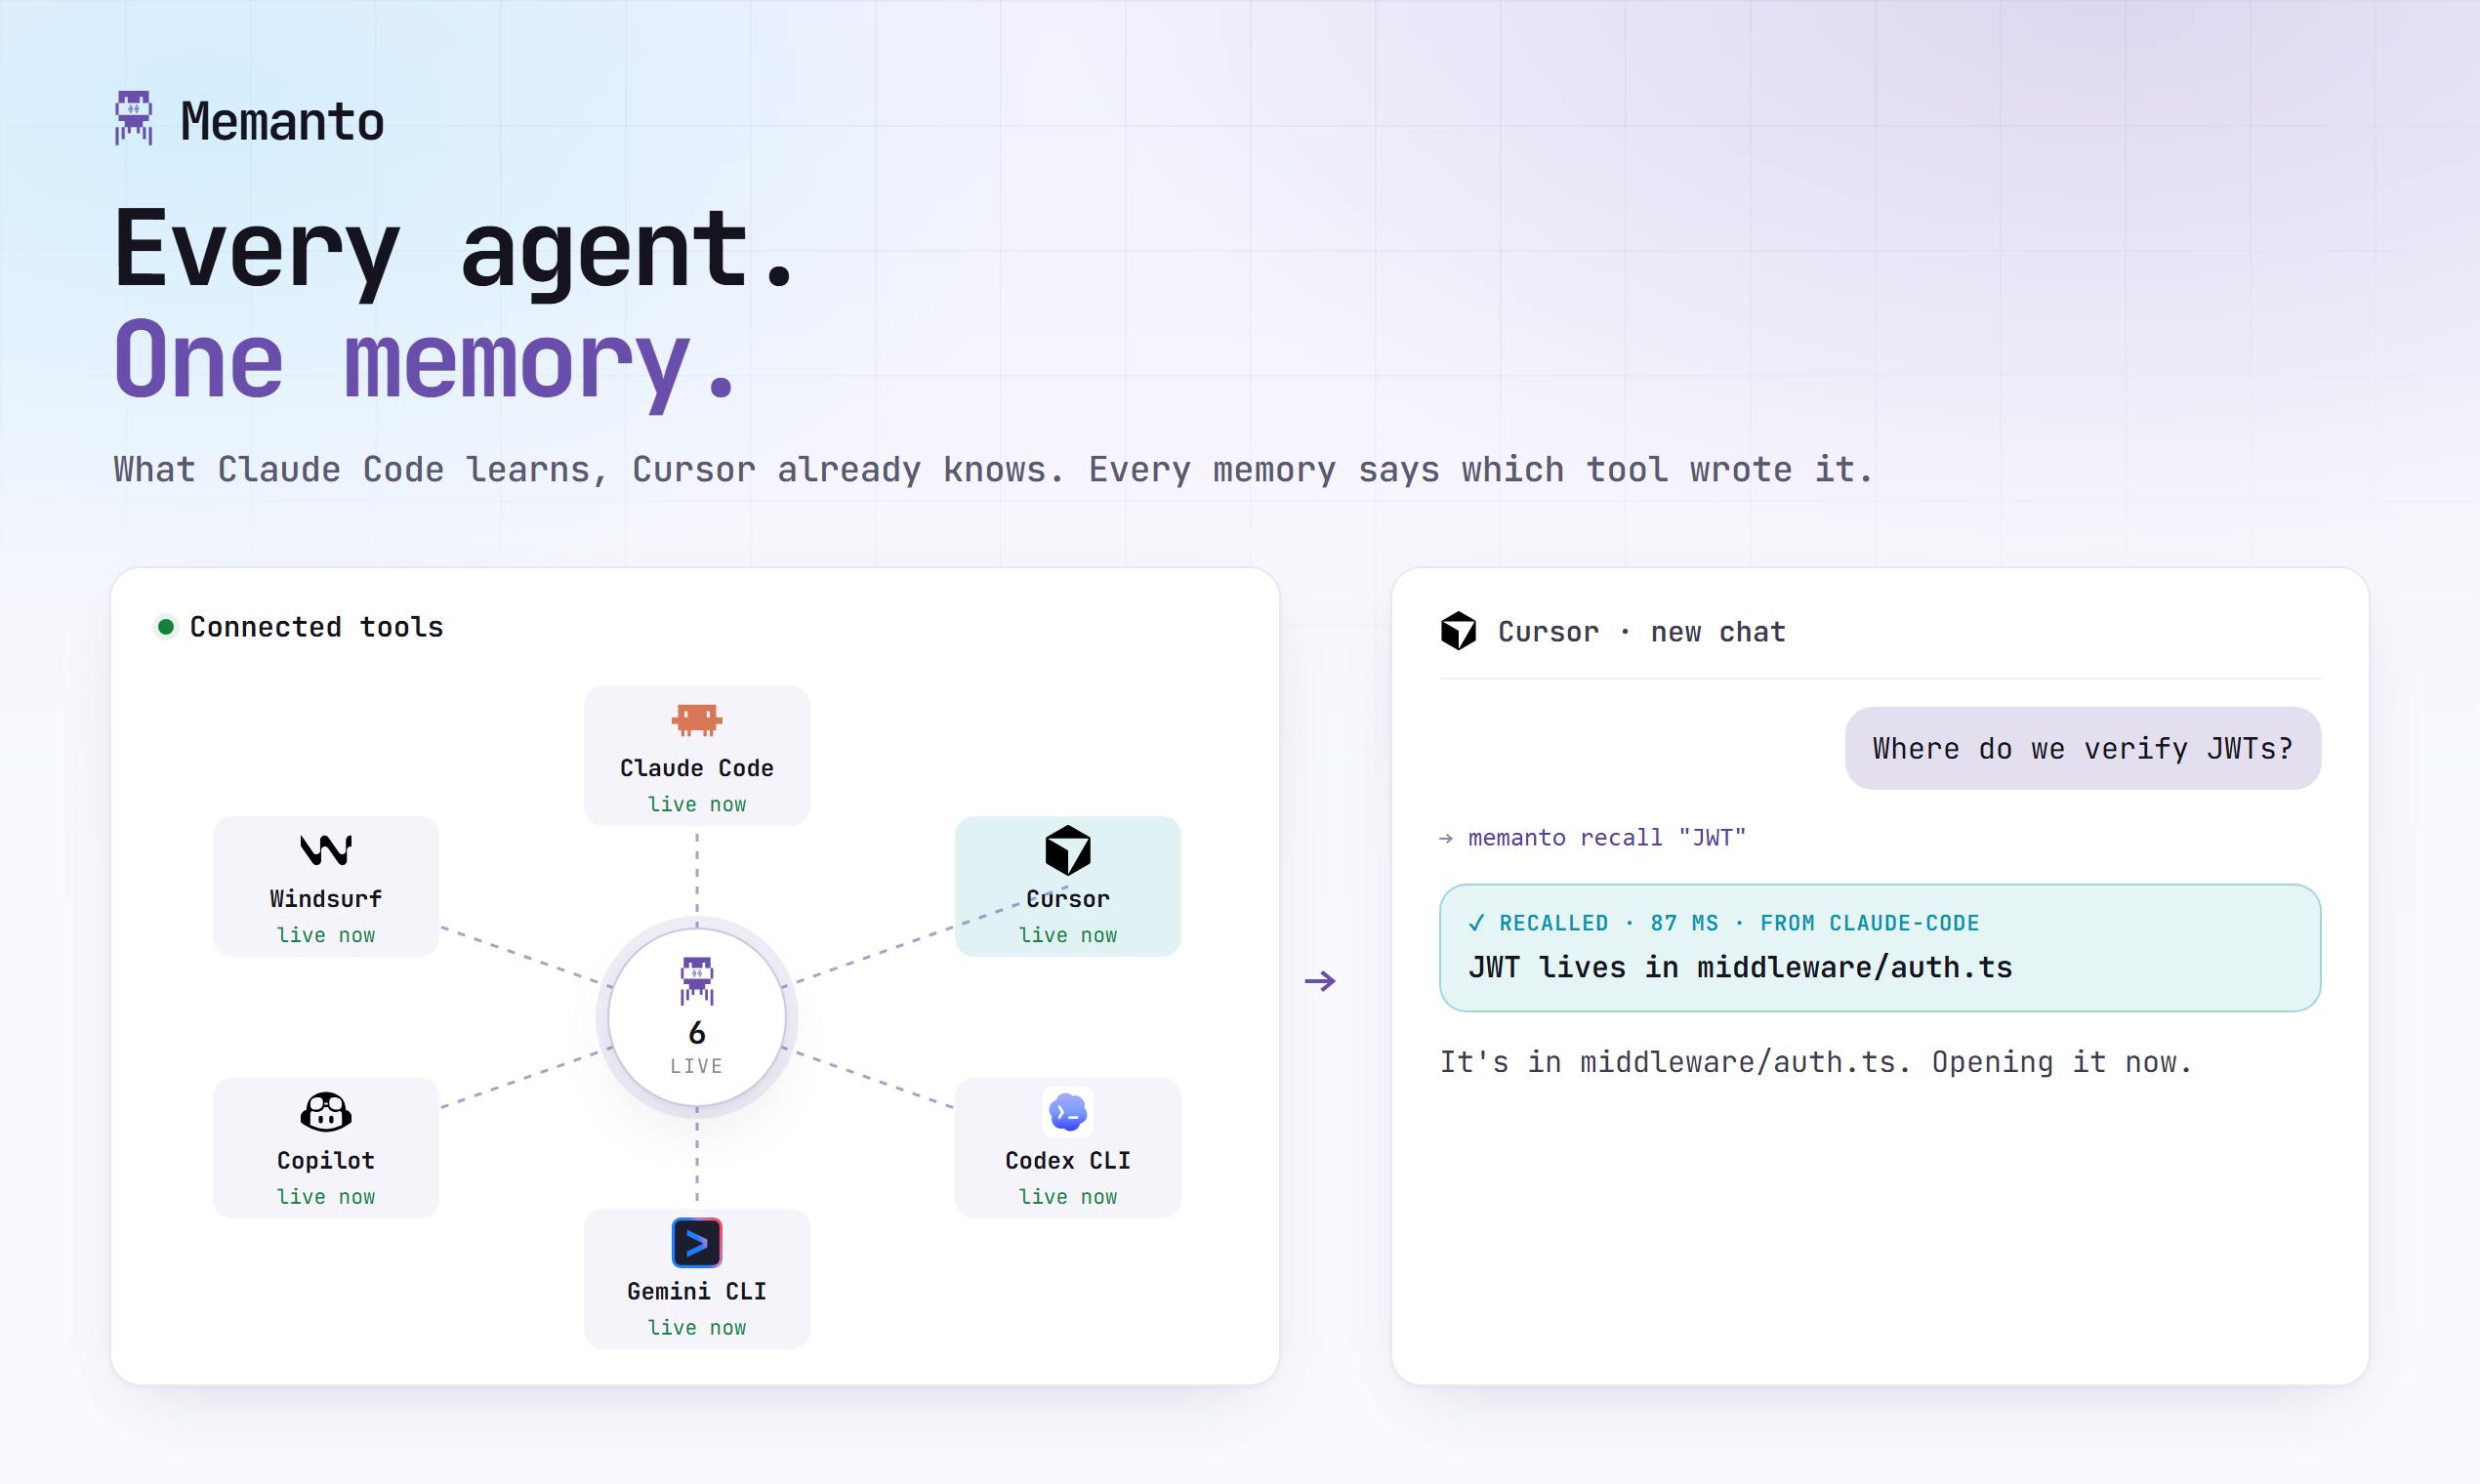 Memanto
Every agent.
One memory.
What Claude Code learns, Cursor already knows. Every memory says which tool wrote it.
Connected tools
Claude Code
live now
Windsurf
live now
Cursor
live now
6
LIVE
Copilot
live now
Codex CLI
live now
Gemini CLI
live now
→
Cursor · new chat
Where do we verify JWTs?
→ memanto recall "JWT"
✓ RECALLED · 87 MS · FROM CLAUDE-CODE
JWT lives in middleware/auth.ts
It's in middleware/auth.ts. Opening it now.